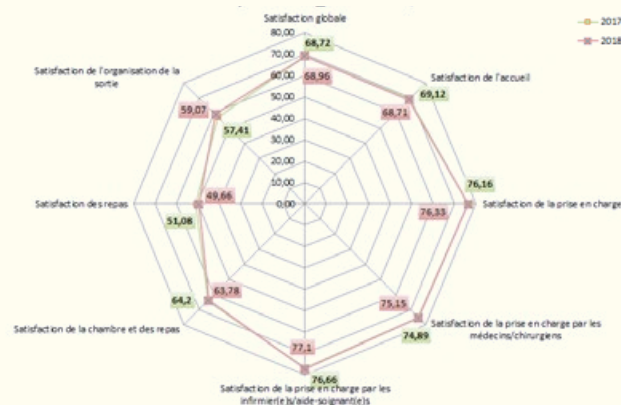 Satisfaction globale
80,00
70,00
60,00
50,00
40,00
30,00
20,00
10,00
0,00
2017
2018
68,72
68,96
Satisfaction de l'accueil
69,12
68,71
76,16
Satisfaction de la prise en charge
76,33
75,15
Satisfaction de la prise en charge par les
médecins/chirurgiens
74,89
77,1
76,66
Satisfaction de la prise en charge par les
infirmier(e)s/aide-soignant(e)s
63,78
64,2
Satisfaction de la chambre et des repas
49,66
Satisfaction des repas
51,08
Satisfaction de l'organisation de la
sortie
59,07
57,41